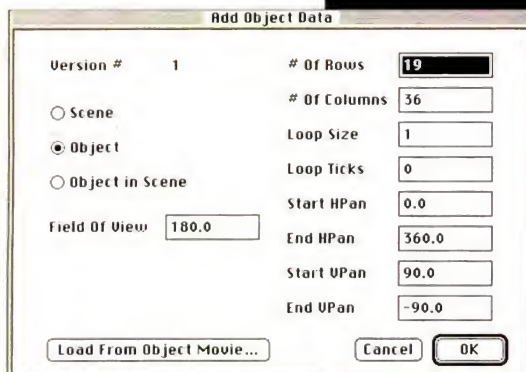 Add Object Data
Version # 1
Scene
Object
Object in Scene
Field Of View 180.0
# Of Rows 19
# Of Columns 36
Loop Size 1
Loop Ticks 0
Start HPan 0.0
End HPan 360.0
Start VPan 90.0
End VPan -90.0
Load From Object Movie...
Cancel
OK